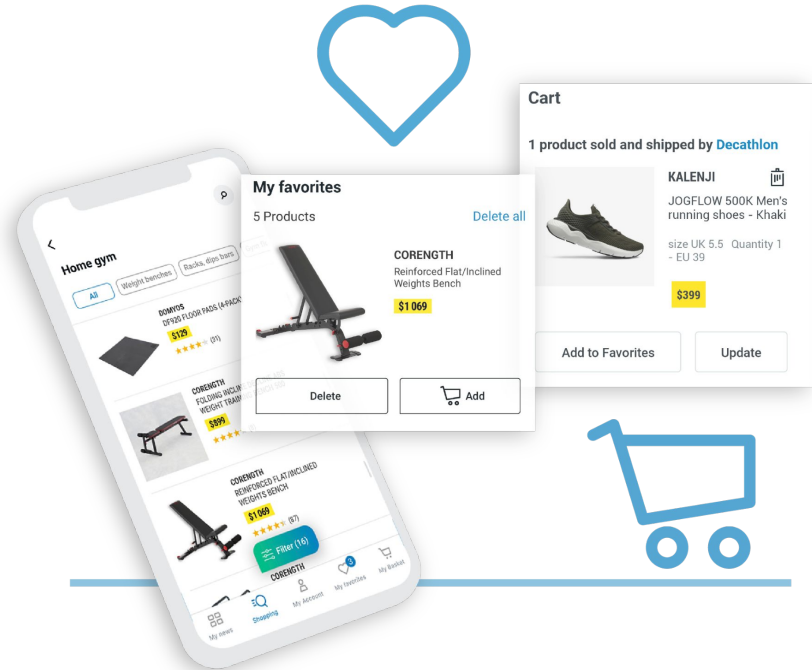 Cart
1 product sold and shipped by Decathlon
KALENJI
JOGFLOW 500K Men's
running shoes - Khaki
size UK 5.5 Quantity 1
- EU 39
$399
Add to Favorites
Update
My favorites
5 Products
Delete all
CORENGTH
Reinforced Flat/Inclined
Weights Bench
$1 069
Delete
Add
Home gym
All
Weight benches
Racks, dips bars
DOMYOS
DF920 FLOOR PADS (4-PACK)
$129
(31)
CORENGTH
FOLDING
WEIGHT
$899
CORENGTH
REINFORCED FLAT/INCLINED
WEIGHTS BENCH
$1 069
(87)
Filter (16)
CORENGTH
My news
Shopping
My Account
My favorites
My Basket